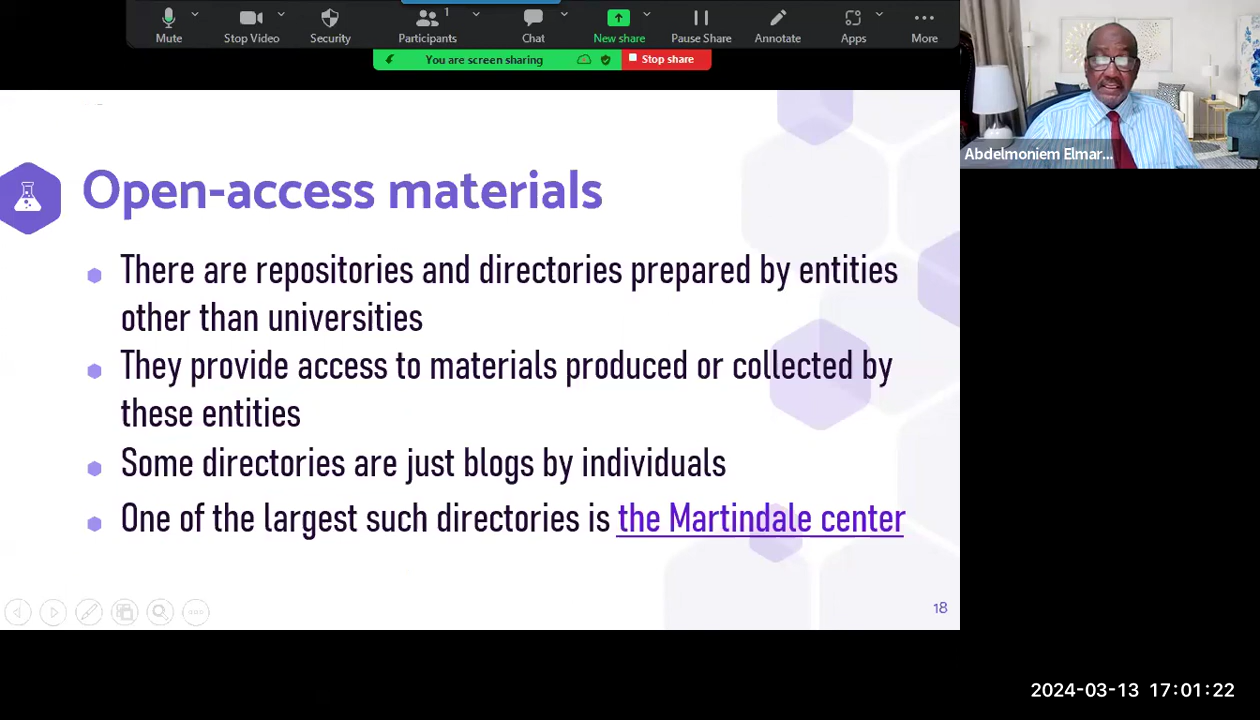 1
Mute
Stop Video
Security
Participants
Chat
New share
Pause Share
Annotate
Apps
More
You are screen sharing
Stop share
Abdelmoniem Elmar...
Open-access materials
There are repositories and directories prepared by entities
other than universities
They provide access to materials produced or collected by
these entities
Some directories are just blogs by individuals
One of the largest such directories is the Martindale center
18
2024-03-13 17:01:22